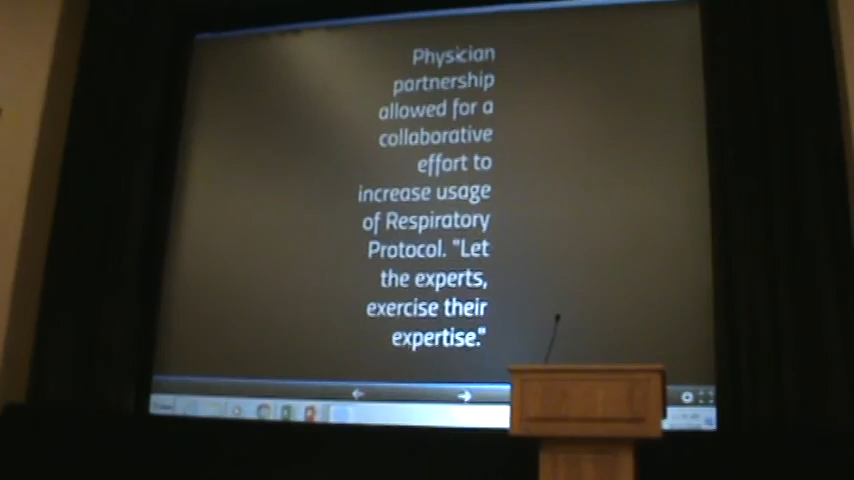 Physician
partnership
allowed for a
collaborative
effort to
increase usage
of Respiratory
Protocol. "Let
the experts,
exercise their
expertise."